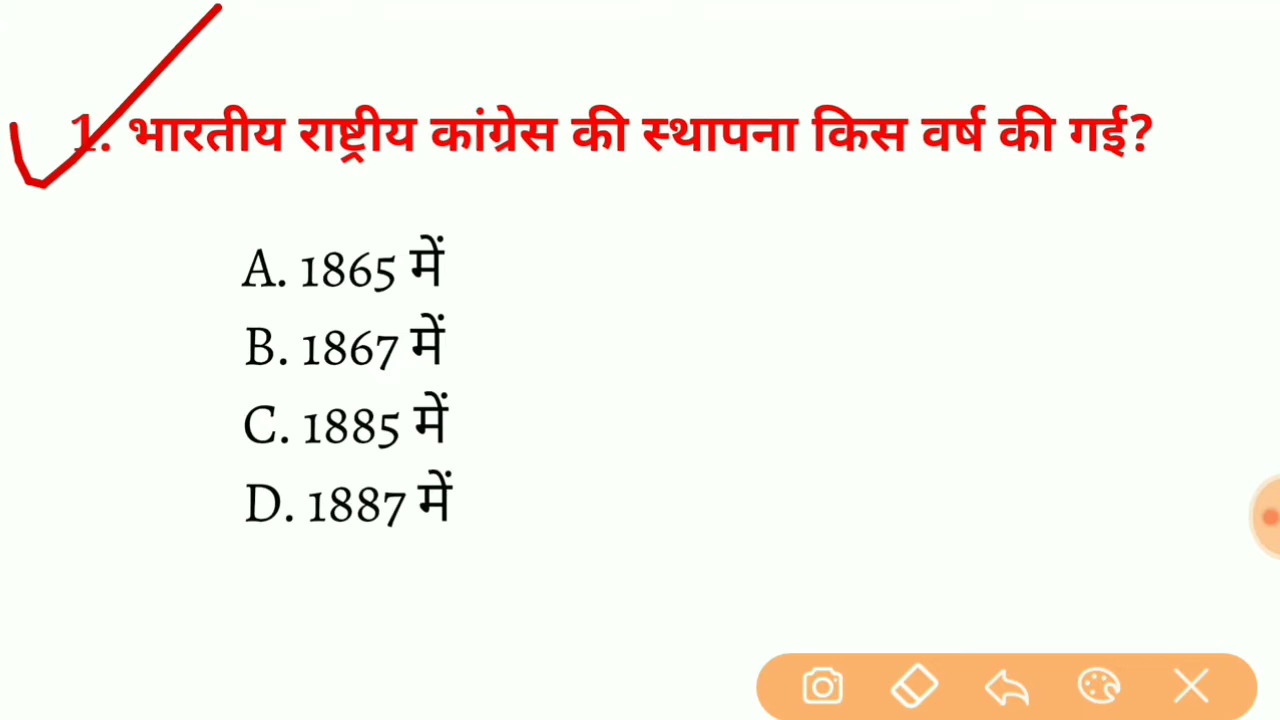 1. भारतीय राष्ट्रीय कांग्रेस की स्थापना किस वर्ष की गई?
A. 1865 में
B. 1867 में
C. 1885 में
D. 1887 में